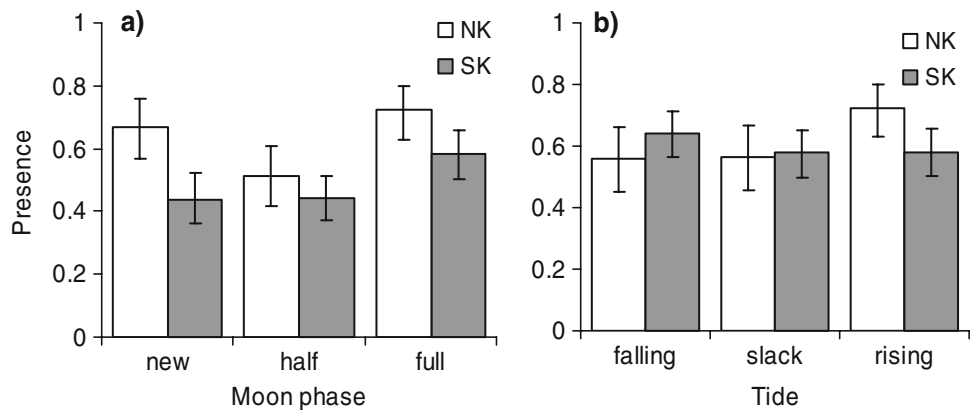 a)
NK
SK
1
0.8
0.6
0.4
0.2
0
Presence
new half full
Moon phase
b)
NK
SK
1
0.8
0.6
0.4
0.2
0
falling slack rising
Tide